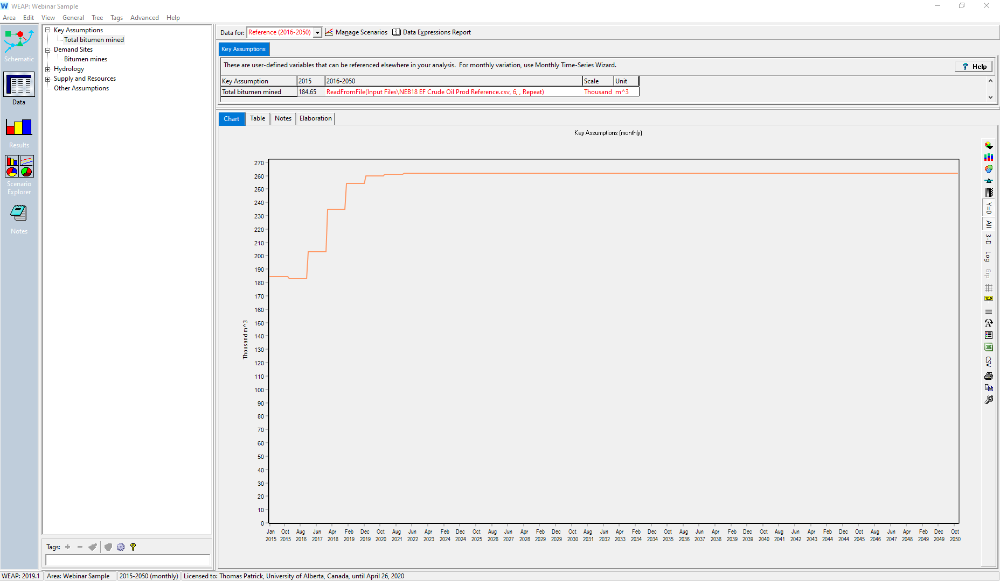 WEAP: Webinar Sample
Area Edit View General Tree Tags Advanced Help
Schematic
Data
Results
Scenario
Explorer
Notes
Key Assumptions
Total bitumen mined
Demand Sites
Bitumen mines
Hydrology
Supply and Resources
Other Assumptions
Tags:
Data for: Reference (2016-2050) Manage Scenarios Data Expressions Report
Key Assumptions
These are user-defined variables that can be referenced elsewhere in your analysis. For monthly variation, use Monthly Time-Series Wizard.
? Help
Key Assumption 2015 2016-2050 Scale Unit
Total bitumen mined 184.65 ReadFromFile(Input Files\NEB18 EF Crude Oil Prod Reference.csv, 6, , Repeat) Thousand m^3
Chart Table Notes Elaboration
Key Assumptions (monthly)
270
260
250
240
230
220
210
200
190
180
170
160
150
140
130
120
110
100
90
80
70
60
50
40
30
20
10
0
Thousand m^3
Jan Oct Aug Jun Apr Feb Dec Oct Aug Jun Apr Feb Dec Oct Aug Jun Apr Feb Dec Oct Aug Jun Apr Feb Dec Oct Aug Jun Apr Feb Dec Oct Aug Jun Apr Feb Dec Oct Aug Jun Apr Feb Dec Oct
2015 2015 2016 2017 2018 2019 2019 2020 2021 2022 2023 2024 2024 2025 2026 2027 2028 2029 2029 2030 2031 2032 2033 2034 2034 2035 2036 2037 2038 2039 2039 2040 2041 2042 2043 2044 2044 2045 2046 2047 2048 2049 2049 2050
Y=0
All
3-D
Log
Grp
12.5
CSV
WEAP: 2019.1 Area: Webinar Sample 2015-2050 (monthly) Licensed to: Thomas Patrick, University of Alberta, Canada, until April 26, 2020